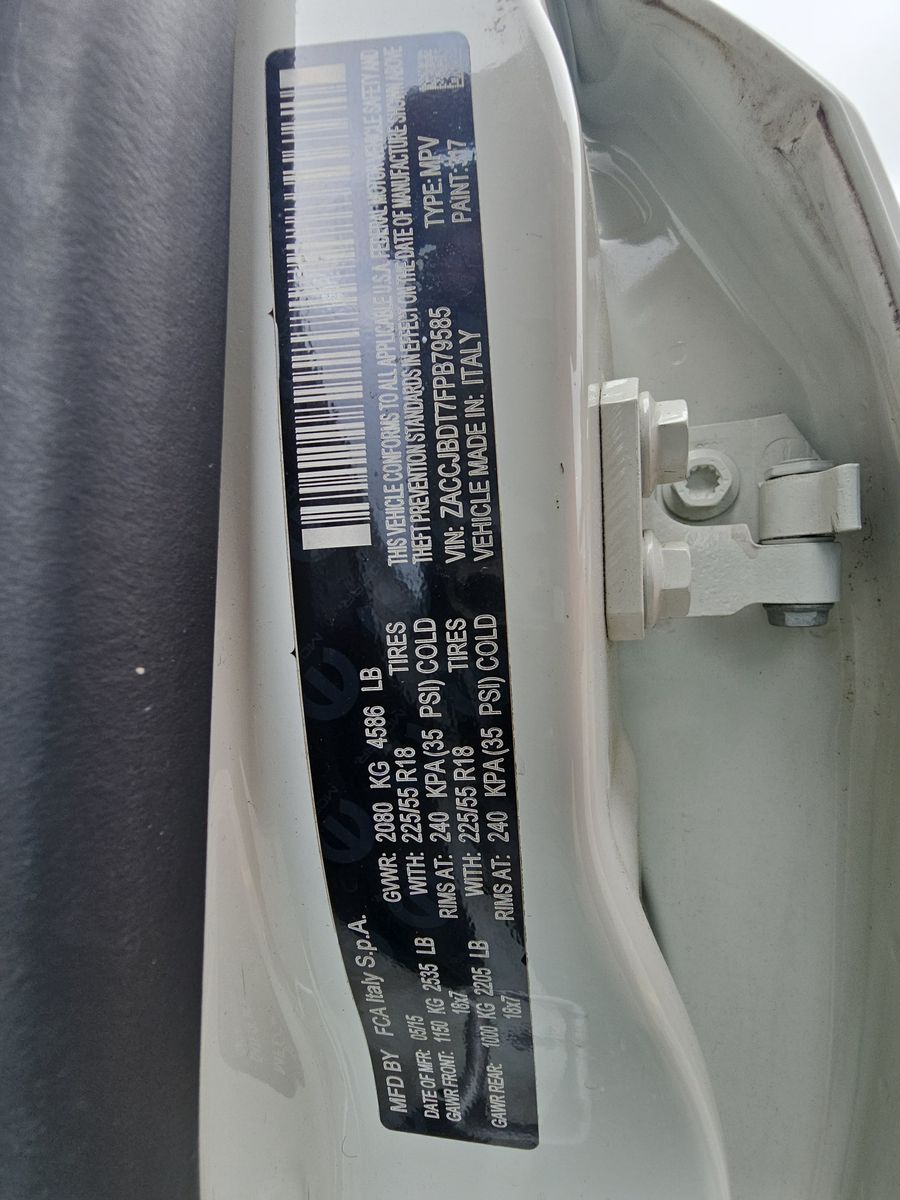 MFD BY FCA Italy S.p.A.
DATE OF MFR: 05/15
GAWR FRONT: 1150 KG 2535 LB
16x7
GAWR REAR: 1000 KG 2205 LB
16x7
GVWR: 2080 KG 4586 LB
WITH: 225/55 R18 TIRES
RIMS AT: 240 KPA(35 PSI) COLD
WITH: 225/55 R18 TIRES
RIMS AT: 240 KPA(35 PSI) COLD
THIS VEHICLE CONFORMS TO ALL APPLICABLE U.S.A. FEDERAL MOTOR VEHICLE SAFETY AND
THEFT PREVENTION STANDARDS IN EFFECT ON THE DATE OF MANUFACTURE SHOWN ABOVE
VIN: ZACCJBDT7FPB79585 TYPE: MPV
VEHICLE MADE IN: ITALY PAINT: